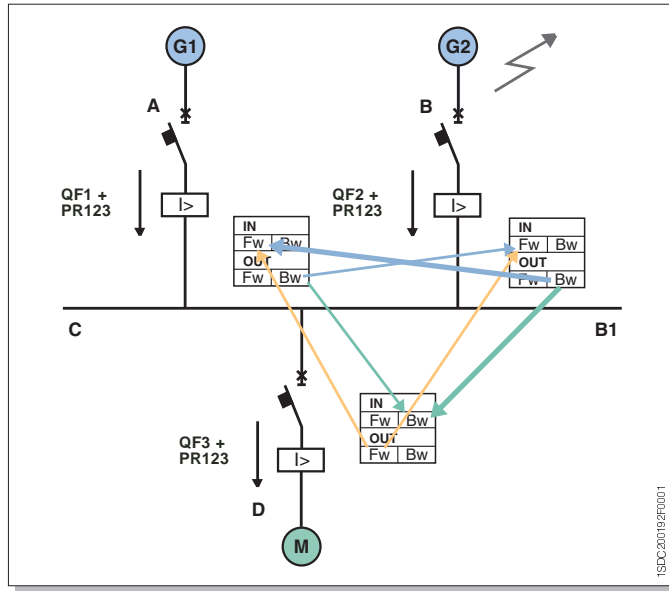 G1
G2
A
B
QF1 +
PR123
I>
QF2 +
PR123
I>
IN
Fw Bw
OUT
Fw Bw
IN
Fw Bw
OUT
Fw Bw
C
B1
IN
Fw Bw
OUT
Fw Bw
QF3 +
PR123
I>
D
M
1SDC200192F0001